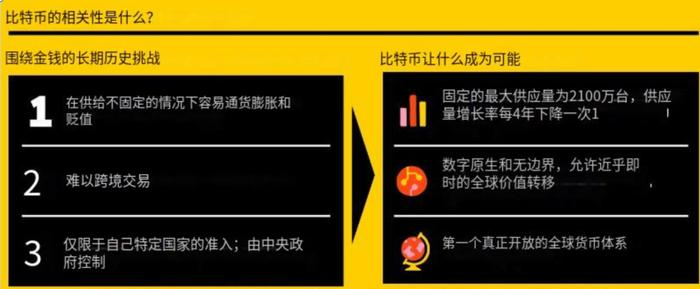 比特币的相关性是什么?
围绕金钱的长期历史挑战
1
在供给不固定的情况下容易通货膨胀和
贬值
2
难以跨境交易
3
仅限于自己特定国家的准入；由中央政
府控制
比特币让什么成为可能
固定的最大供应量为2100万台，供应
量增长率每4年下降一次1
数字原生和无边界，允许近乎即
时的全球价值转移
第一个真正开放的全球货币体系